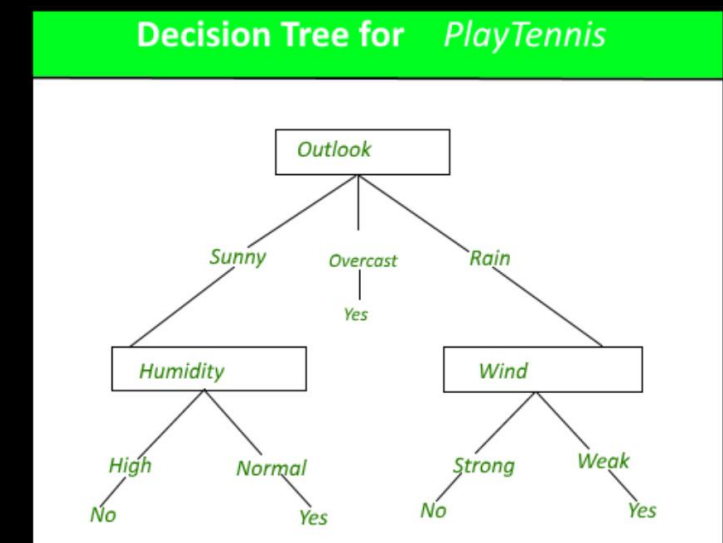 Decision Tree for PlayTennis
Outlook
Sunny Overcast Rain
Yes
Humidity Wind
High Normal Strong Weak
No Yes No Yes